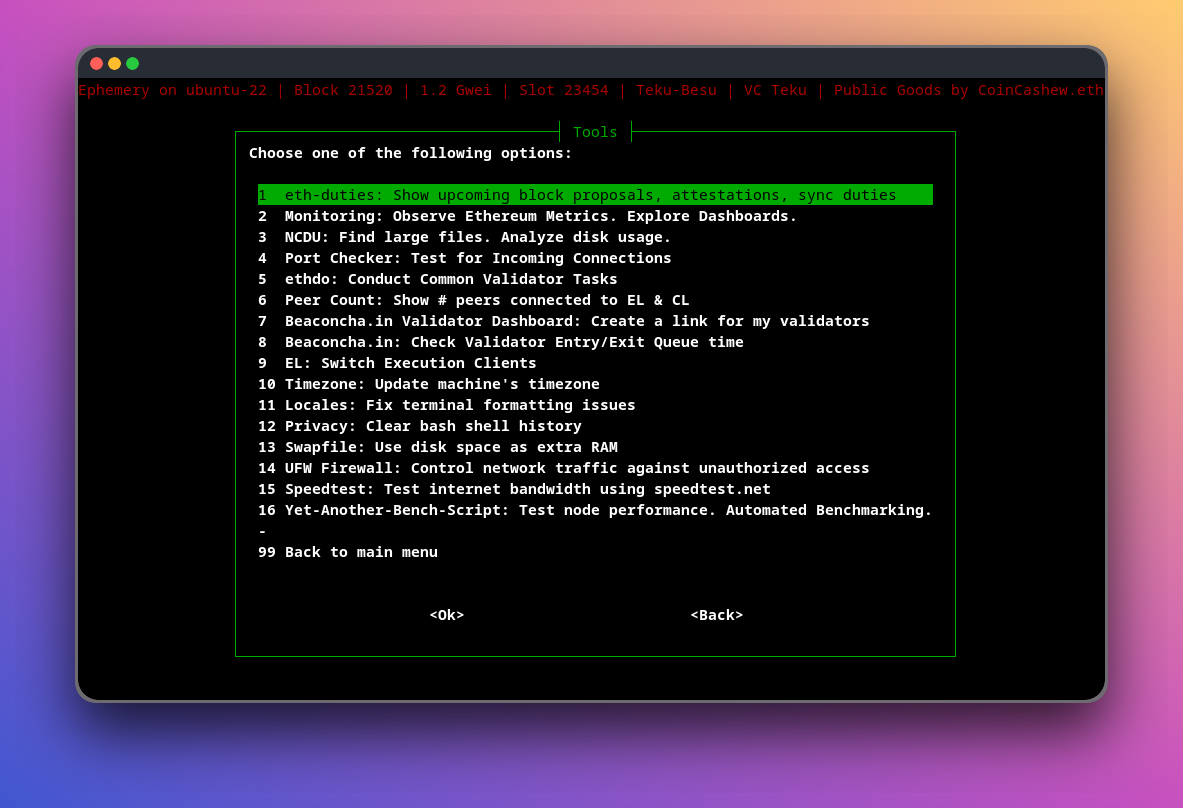 Ephemery on ubuntu-22 | Block 21520 | 1.2 Gwei | Slot 23454 | Teku-Besu | VC Teku | Public Goods by CoinCashew.eth
Tools
Choose one of the following options:
1 eth-duties: Show upcoming block proposals, attestations, sync duties
2 Monitoring: Observe Ethereum Metrics. Explore Dashboards.
3 NCDU: Find large files. Analyze disk usage.
4 Port Checker: Test for Incoming Connections
5 ethdo: Conduct Common Validator Tasks
6 Peer Count: Show # peers connected to EL & CL
7 Beaconcha.in Validator Dashboard: Create a link for my validators
8 Beaconcha.in: Check Validator Entry/Exit Queue time
9 EL: Switch Execution Clients
10 Timezone: Update machine's timezone
11 Locales: Fix terminal formatting issues
12 Privacy: Clear bash shell history
13 Swapfile: Use disk space as extra RAM
14 UFW Firewall: Control network traffic against unauthorized access
15 Speedtest: Test internet bandwidth using speedtest.net
16 Yet-Another-Bench-Script: Test node performance. Automated Benchmarking.
-
99 Back to main menu
<Ok> <Back>